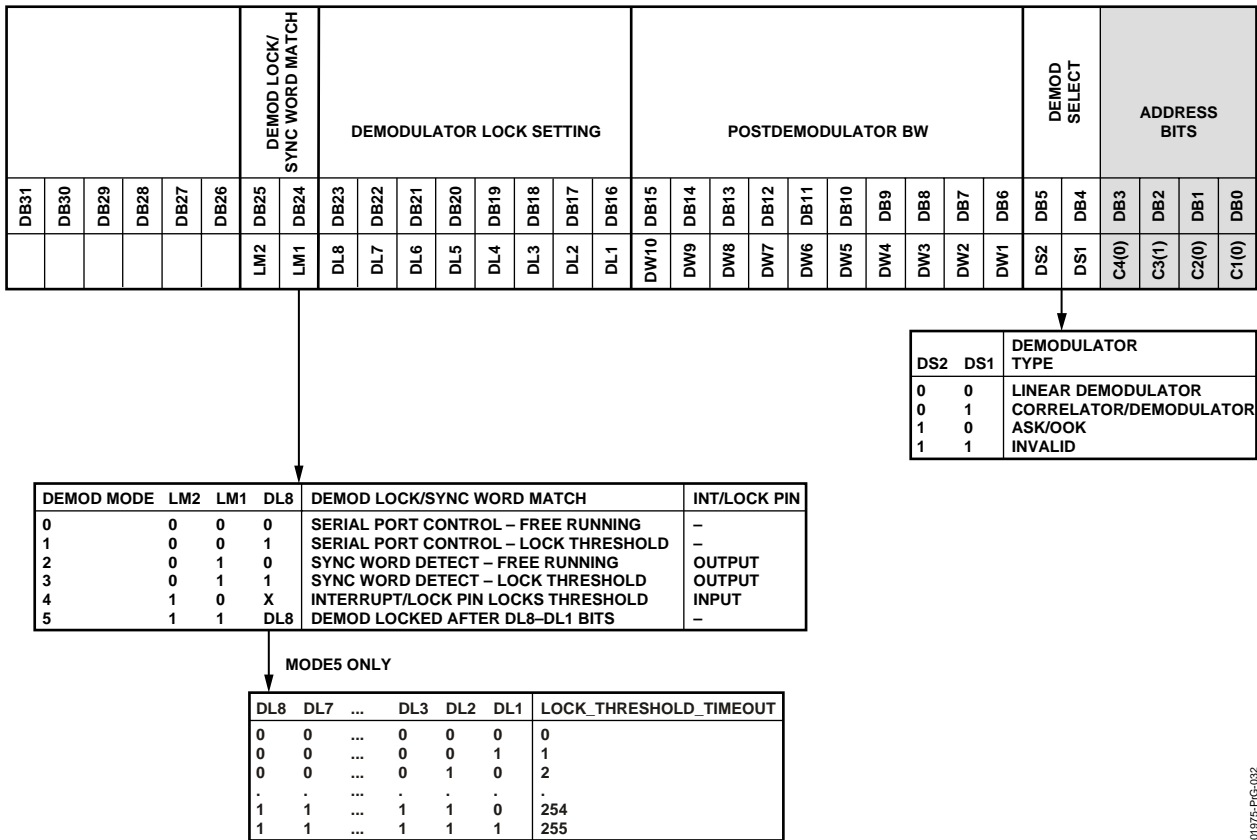 DEMOD LOCK/
SYNC WORD MATCH
DEMODULATOR LOCK SETTING
POSTDEMODULATOR BW
DEMOD
SELECT
ADDRESS
BITS
DB31 DB30 DB29 DB28 DB27 DB26 DB25 DB24 DB23 DB22 DB21 DB20 DB19 DB18 DB17 DB16 DB15 DB14 DB13 DB12 DB11 DB10 DB9 DB8 DB7 DB6 DB5 DB4 DB3 DB2 DB1 DB0
LM2 LM1 DL8 DL7 DL6 DL5 DL4 DL3 DL2 DL1 DW10 DW9 DW8 DW7 DW6 DW5 DW4 DW3 DW2 DW1 DS2 DS1 C4(0) C3(1) C2(0) C1(0)
DS2 DS1 DEMODULATOR
TYPE
0 0 LINEAR DEMODULATOR
0 1 CORRELATOR/DEMODULATOR
1 0 ASK/OOK
1 1 INVALID
DEMOD MODE LM2 LM1 DL8 DEMOD LOCK/SYNC WORD MATCH INT/LOCK PIN
0 0 0 0 SERIAL PORT CONTROL – FREE RUNNING –
1 0 0 1 SERIAL PORT CONTROL – LOCK THRESHOLD –
2 0 1 0 SYNC WORD DETECT – FREE RUNNING OUTPUT
3 0 1 1 SYNC WORD DETECT – LOCK THRESHOLD OUTPUT
4 1 0 X INTERRUPT/LOCK PIN LOCKS THRESHOLD INPUT
5 1 1 DL8 DEMOD LOCKED AFTER DL8–DL1 BITS –
MODE5 ONLY
DL8 DL7 ... DL3 DL2 DL1 LOCK_THRESHOLD_TIMEOUT
0 0 ... 0 0 0 0
0 0 ... 0 0 1 1
0 0 ... 0 1 0 2
. . ... . . . .
1 1 ... 1 1 0 254
1 1 ... 1 1 1 255
01975-PrG-032